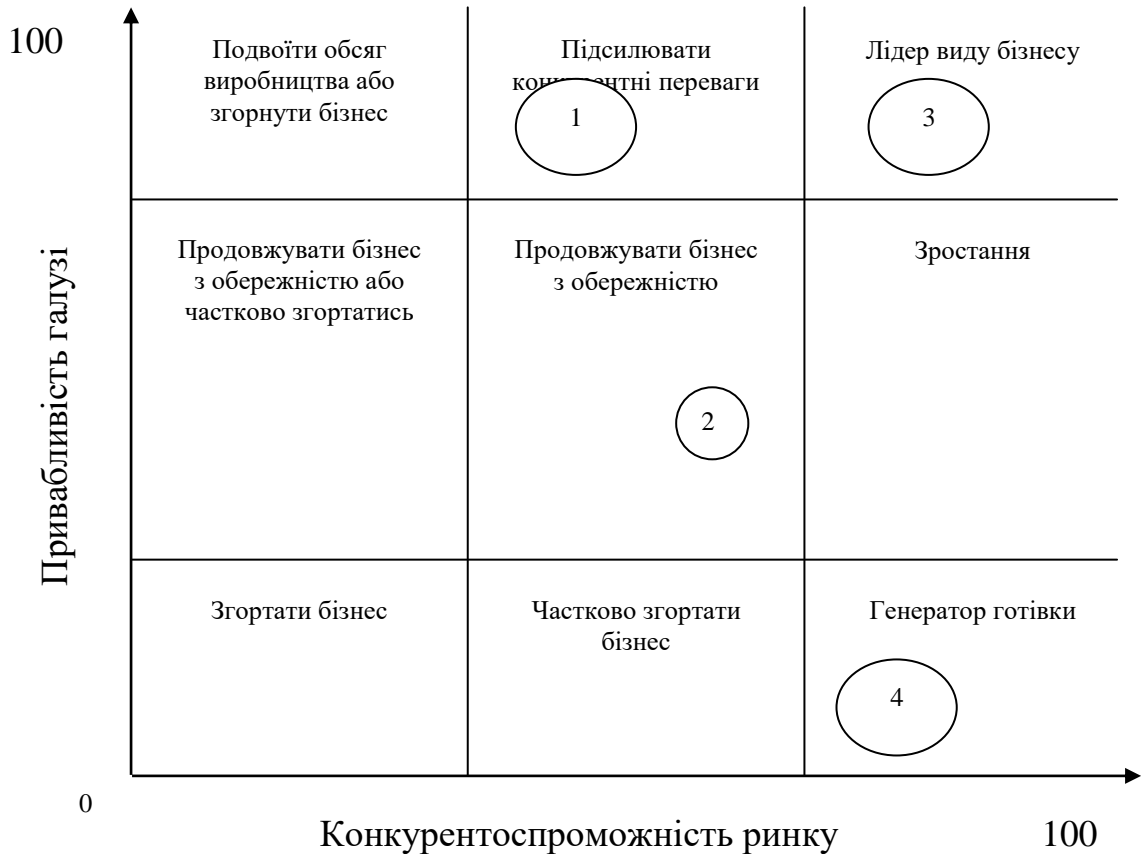 100
Подвоїти обсяг
виробництва або
згорнути бізнес
Підсилювати
конкурентні переваги
1
Лідер виду бізнесу
3
Привабливість галузі
Продовжувати бізнес
з обережністю або
частково згортатись
Продовжувати бізнес
з обережністю
2
Зростання
Згортати бізнес
Частково згортати
бізнес
Генератор готівки
4
0
Конкурентоспроможність ринку
100